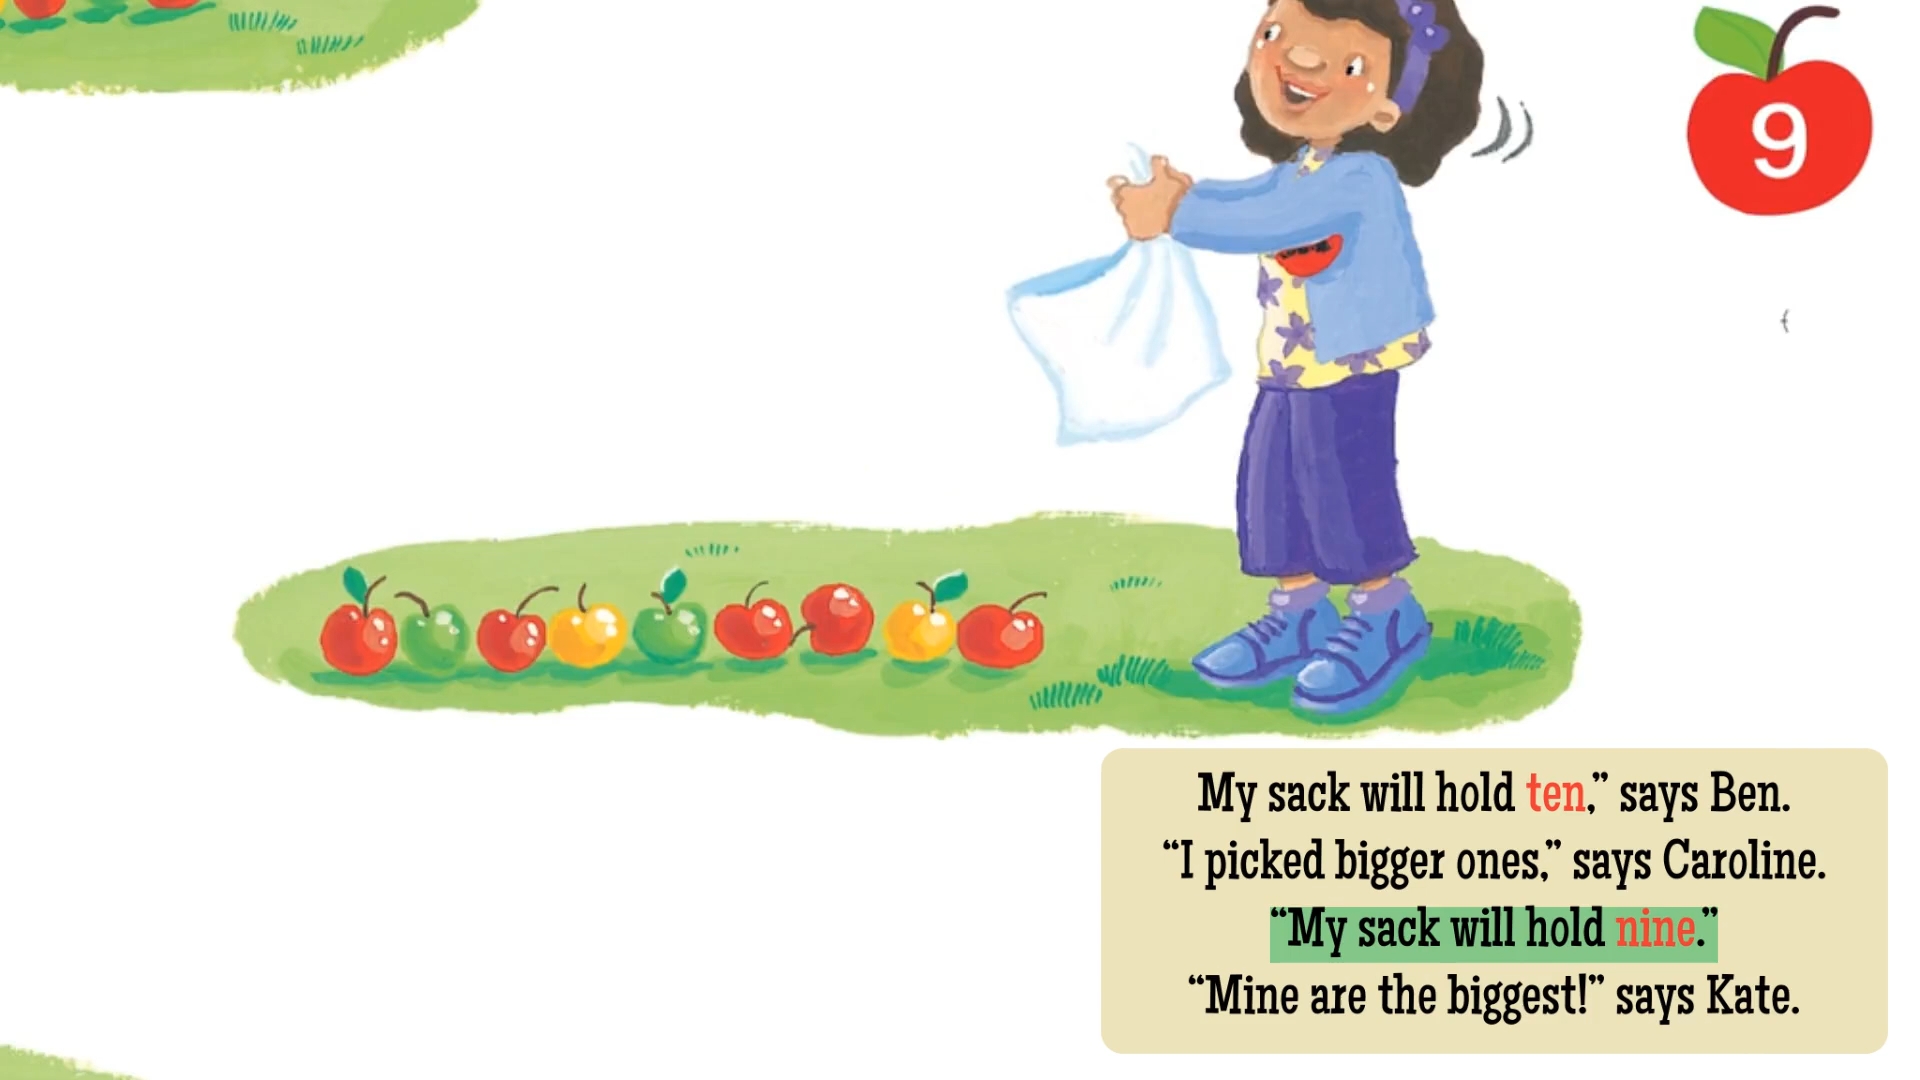 9
My sack will hold ten,” says Ben.
“I picked bigger ones,” says Caroline.
“My sack will hold nine.”
“Mine are the biggest!” says Kate.